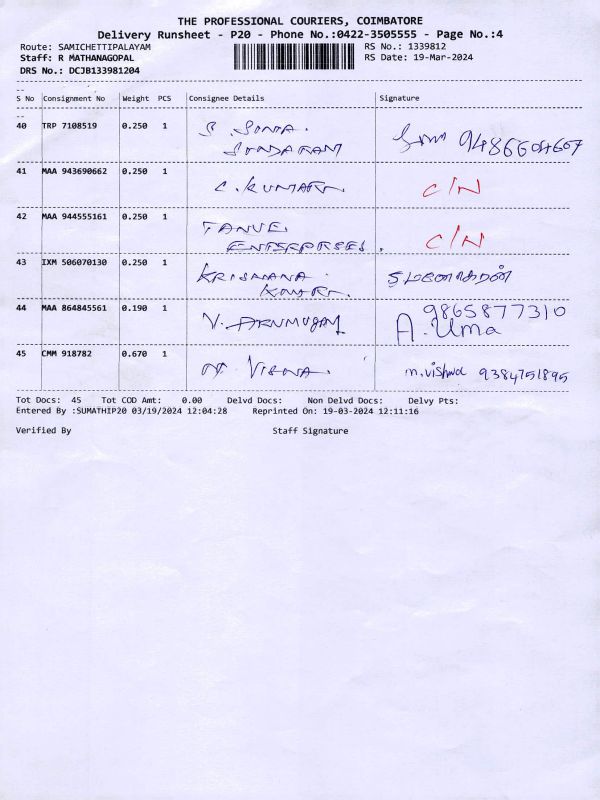 THE PROFESSIONAL COURIERS, COIMBATORE
Delivery Runsheet - P20 - Phone No.:0422-3505555 - Page No.:4
Route: SAMICHETTIPALAYAM RS No.: 1339812
Staff: R MATHANAGOPAL RS Date: 19-Mar-2024
DRS No.: DCJB133981204
S No Consignment No Weight PCS Consignee Details Signature
40 TRP 7108519 0.250 1 S. SONIA.
SUNDARAM
41 MAA 943690662 0.250 1 C. KUMAR. C/N
42 MAA 944555161 0.250 1 TANUE.
ENTERPRISES. C/N
43 IXM 506070130 0.250 1 KRISHANA
KUMAR.
44 MAA 864845561 0.190 1 V. ARUMUGAM 9865877310
A.Uma
45 CMM 918782 0.670 1 M. VISHVA. m.vishva 9384751895
Tot Docs: 45 Tot COD Amt: 0.00 Delvd Docs: Non Delvd Docs: Delvy Pts:
Entered By :SUMATHIP20 03/19/2024 12:04:28 Reprinted On: 19-03-2024 12:11:16
Verified By Staff Signature